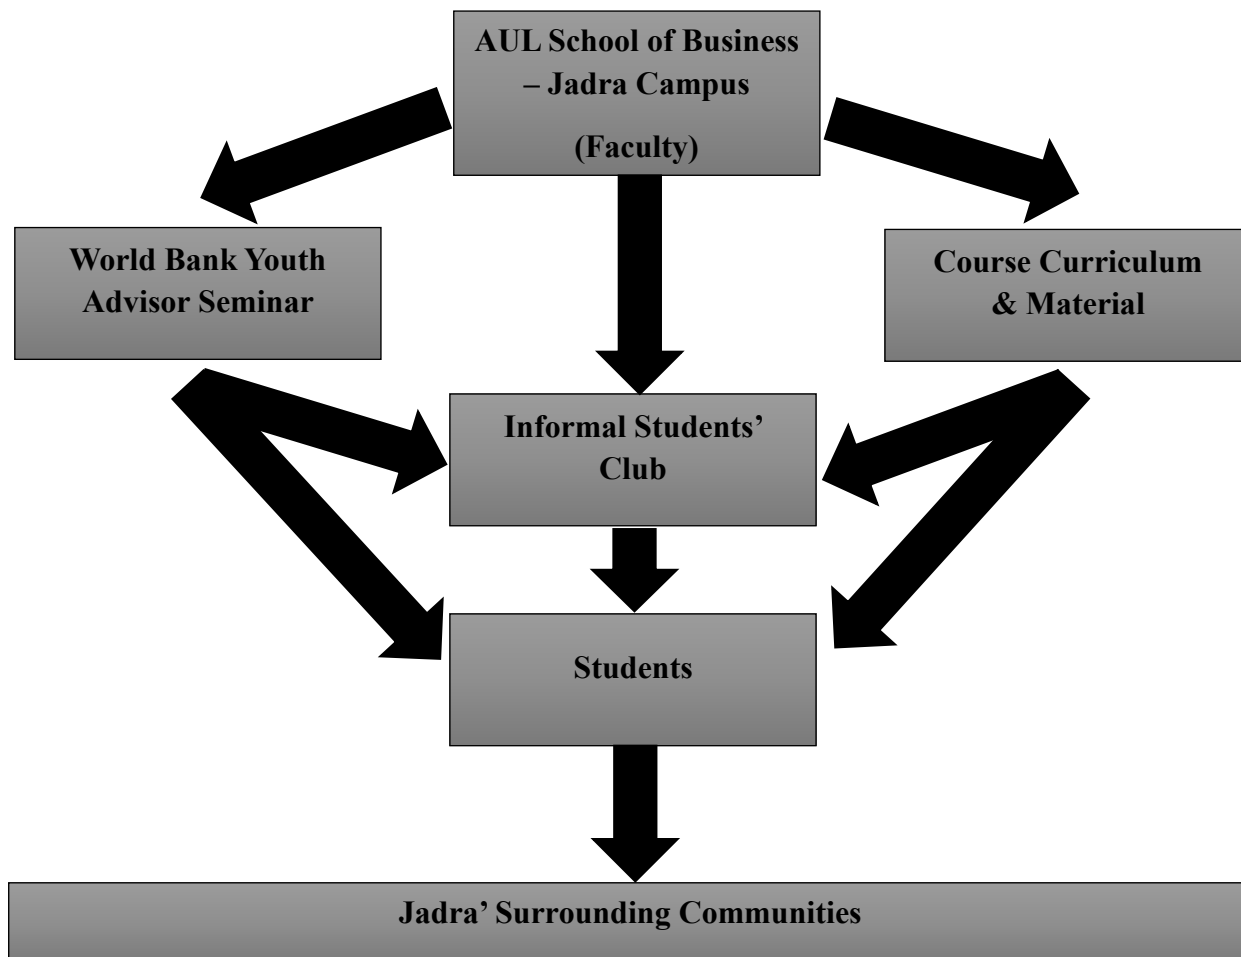 AUL School of Business
– Jadra Campus
(Faculty)
World Bank Youth
Advisor Seminar
Course Curriculum
& Material
Informal Students’
Club
Students
Jadra’ Surrounding Communities